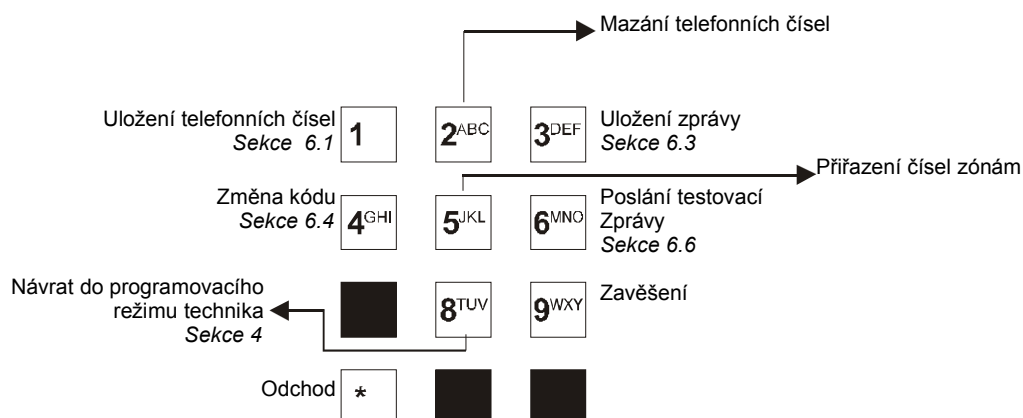 Mazání telefonních čísel
Uložení telefonních čísel
Sekce 6.1
1
2ABC
3DEF
Uložení zprávy
Sekce 6.3
Přiřazení čísel zónám
Změna kódu
Sekce 6.4
4GHI
5JKL
6MNO
Poslání testovací
Zprávy
Sekce 6.6
Návrat do programovacího
režimu technika
Sekce 4
8TUV
9WXY
Zavěšení
Odchod
*